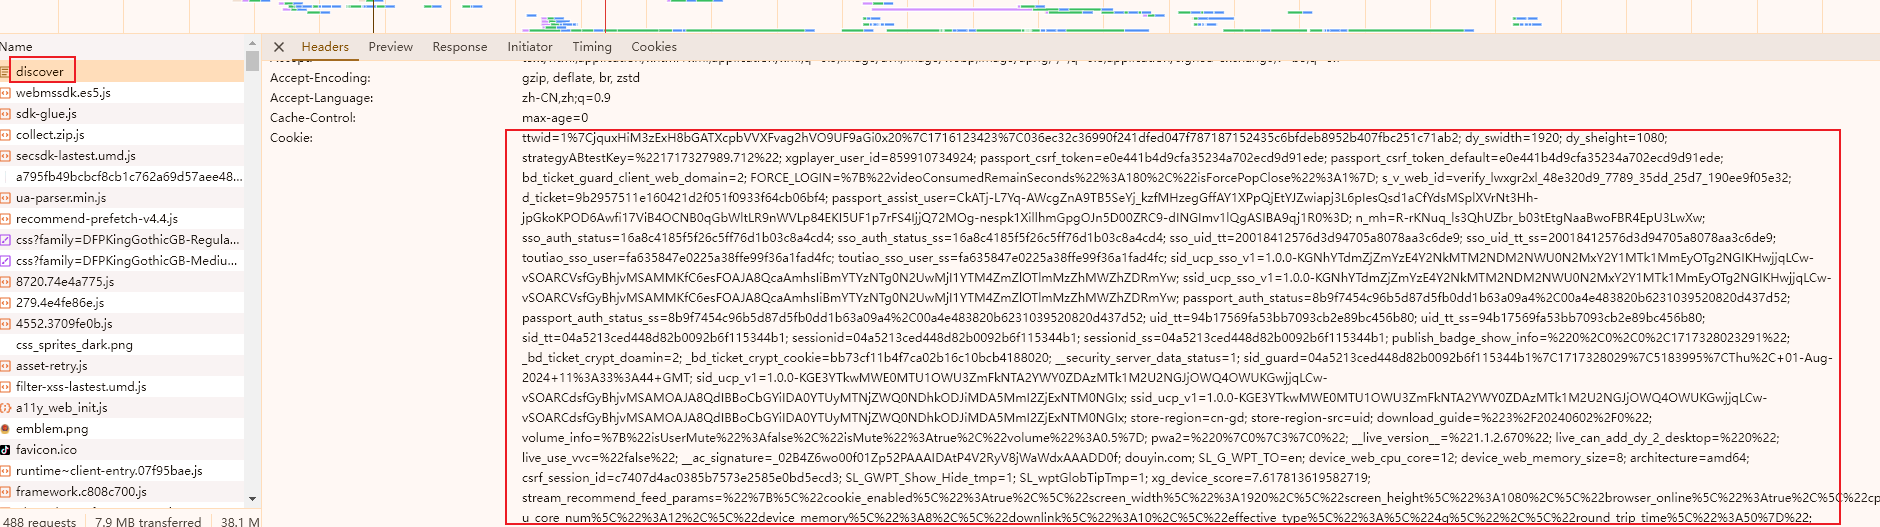 Name
Headers Preview Response Initiator Timing Cookies
discover
webmssdk.es5.js
sdk-glue.js
collect.zip.js
secsdk-lastest.umd.js
a795fb49bcbcf8cb1c762a69d57aee48...
ua-parser.min.js
recommend-prefetch-v4.4.js
css?family=DFPKingGothicGB-Regula...
css?family=DFPKingGothicGB-Mediu...
8720.74e4a775.js
279.4e4fe86e.js
4552.3709fe0b.js
css_sprites_dark.png
asset-retry.js
filter-xss-lastest.umd.js
a11y_web_init.js
emblem.png
favicon.ico
runtime~client-entry.07f95bae.js
framework.c808c700.js
488 requests 7.9 MB transferred 38.1 M
Accept-Encoding: gzip, deflate, br, zstd
Accept-Language: zh-CN,zh;q=0.9
Cache-Control: max-age=0
Cookie: ttwid=1%7CjquxHiM3zExH8bGATXcpbVVXFvag2hVO9UF9aGi0x20%7C1716123423%7C036ec32c36990f241dfed047f787187152435c6bfdeb8952b407fbc251c71ab2; dy_swidth=1920; dy_sheight=1080;
strategyABtestKey=%221717327989.712%22; xgplayer_user_id=859910734924; passport_csrf_token=e0e441b4d9cfa35234a702ecd9d91ede; passport_csrf_token_default=e0e441b4d9cfa35234a702ecd9d91ede;
bd_ticket_guard_client_web_domain=2; FORCE_LOGIN=%7B%22videoConsumedRemainSeconds%22%3A180%2C%22isForcePopClose%22%3A1%7D; s_v_web_id=verify_lwxgr2xl_48e320d9_7789_35dd_25d7_190ee9f05e32;
d_ticket=9b2957511e160421d2f051f0933f64cb06bf4; passport_assist_user=CkATj-L7Yq-AWcgZnA9TB5SeYj_kzfMHzegGffAY1XPpQjEtYJZwiapj3L6pIesQsd1aCfYdsMSplXVrNt3Hh-
jpGkoKPOD6Awfi17ViB4OCNB0qGbWltLR9nWVLp84EKI5UF1p7rFS4IjjQ72MOg-nespk1XillhmGpgOJn5D00ZRC9-dINGImv1lQgASIBA9qj1R0%3D; n_mh=R-rKNuq_ls3QhUZbr_b03tEtgNaaBwoFBR4EpU3LwXw;
sso_auth_status=16a8c4185f5f26c5ff76d1b03c8a4cd4; sso_auth_status_ss=16a8c4185f5f26c5ff76d1b03c8a4cd4; sso_uid_tt=20018412576d3d94705a8078aa3c6de9; sso_uid_tt_ss=20018412576d3d94705a8078aa3c6de9;
toutiao_sso_user=fa635847e0225a38ffe99f36a1fad4fc; toutiao_sso_user_ss=fa635847e0225a38ffe99f36a1fad4fc; sid_ucp_sso_v1=1.0.0-KGNhYTdmZjZmYzE4Y2NkMTM2NDM2NWU0N2MxY2Y1MTk1MmEyOTg2NGIKHwjjqLCw-
vSOARCVsfGyBhjvMSAMMKfC6esFOAJA8QcaAmhsIiBmYTYzNTg0N2UwMjI1YTM4ZmZlOTlmMzZhMWZhZDRmYw; ssid_ucp_sso_v1=1.0.0-KGNhYTdmZjZmYzE4Y2NkMTM2NDM2NWU0N2MxY2Y1MTk1MmEyOTg2NGIKHwjjqLCw-
vSOARCVsfGyBhjvMSAMMKfC6esFOAJA8QcaAmhsIiBmYTYzNTg0N2UwMjI1YTM4ZmZlOTlmMzZhMWZhZDRmYw; passport_auth_status=8b9f7454c96b5d87d5fb0dd1b63a09a4%2C00a4e483820b6231039520820d437d52;
passport_auth_status_ss=8b9f7454c96b5d87d5fb0dd1b63a09a4%2C00a4e483820b6231039520820d437d52; uid_tt=94b17569fa53bb7093cb2e89bc456b80; uid_tt_ss=94b17569fa53bb7093cb2e89bc456b80;
sid_tt=04a5213ced448d82b0092b6f115344b1; sessionid=04a5213ced448d82b0092b6f115344b1; sessionid_ss=04a5213ced448d82b0092b6f115344b1; publish_badge_show_info=%220%2C0%2C0%2C1717328023291%22;
_bd_ticket_crypt_doamin=2; _bd_ticket_crypt_cookie=bb73cf11b4f7ca02b16c10bcb4188020; __security_server_data_status=1; sid_guard=04a5213ced448d82b0092b6f115344b1%7C1717328029%7C5183995%7CThu%2C+01-Aug-
2024+11%3A33%3A44+GMT; sid_ucp_v1=1.0.0-KGE3YTkwMWE0MTU1OWU3ZmFkNTA2YWY0ZDAzMTk1M2U2NGJjOWQ4OWUKGwjjqLCw-
vSOARCdsfGyBhjvMSAMOAJA8QdIBBoCbGYiIDA0YTUyMTNjZWQ0NDhkODJiMDA5MmI2ZjExNTM0NGIx; ssid_ucp_v1=1.0.0-KGE3YTkwMWE0MTU1OWU3ZmFkNTA2YWY0ZDAzMTk1M2U2NGJjOWQ4OWUKGwjjqLCw-
vSOARCdsfGyBhjvMSAMOAJA8QdIBBoCbGYiIDA0YTUyMTNjZWQ0NDhkODJiMDA5MmI2ZjExNTM0NGIx; store-region=cn-gd; store-region-src=uid; download_guide=%223%2F20240602%2F0%22;
volume_info=%7B%22isUserMute%22%3Afalse%2C%22isMute%22%3Atrue%2C%22volume%22%3A0.5%7D; pwa2=%220%7C0%7C3%7C0%22; __live_version__=%221.1.2.670%22; live_can_add_dy_2_desktop=%220%22;
live_use_vvc=%22false%22; __ac_signature=_02B4Z6wo00f01Zp52PAAAIDAtP4V2RyV8jWaWdxAAADD0f; douyin.com; SL_G_WPT_TO=en; device_web_cpu_core=12; device_web_memory_size=8; architecture=amd64;
csrf_session_id=c7407d4ac0385b7573e2585e0bd5ecd3; SL_GWPT_Show_Hide_tmp=1; SL_wptGlobTipTmp=1; xg_device_score=7.617813619582719;
stream_recommend_feed_params=%22%7B%5C%22cookie_enabled%5C%22%3Atrue%2C%5C%22screen_width%5C%22%3A1920%2C%5C%22screen_height%5C%22%3A1080%2C%5C%22browser_online%5C%22%3Atrue%2C%5C%22cp
u_core_num%5C%22%3A12%2C%5C%22device_memory%5C%22%3A8%2C%5C%22downlink%5C%22%3A10%2C%5C%22effective_type%5C%22%3A%5C%224g%5C%22%2C%5C%22round_trip_time%5C%22%3A50%7D%22;